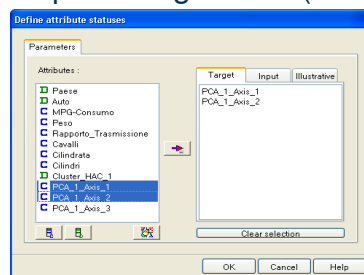 Define attribute statuses
Parameters
Attributes :
Paese
Auto
MPG-Consumo
Peso
Rapporto_Trasmissione
Cavalli
Cilindrata
Cilindri
Cluster_HAC_1
PCA_1_Axis_1
PCA_1_Axis_2
PCA_1_Axis_3
Target Input Illustrative
PCA_1_Axis_1
PCA_1_Axis_2
Clear selection
OK Cancel Help